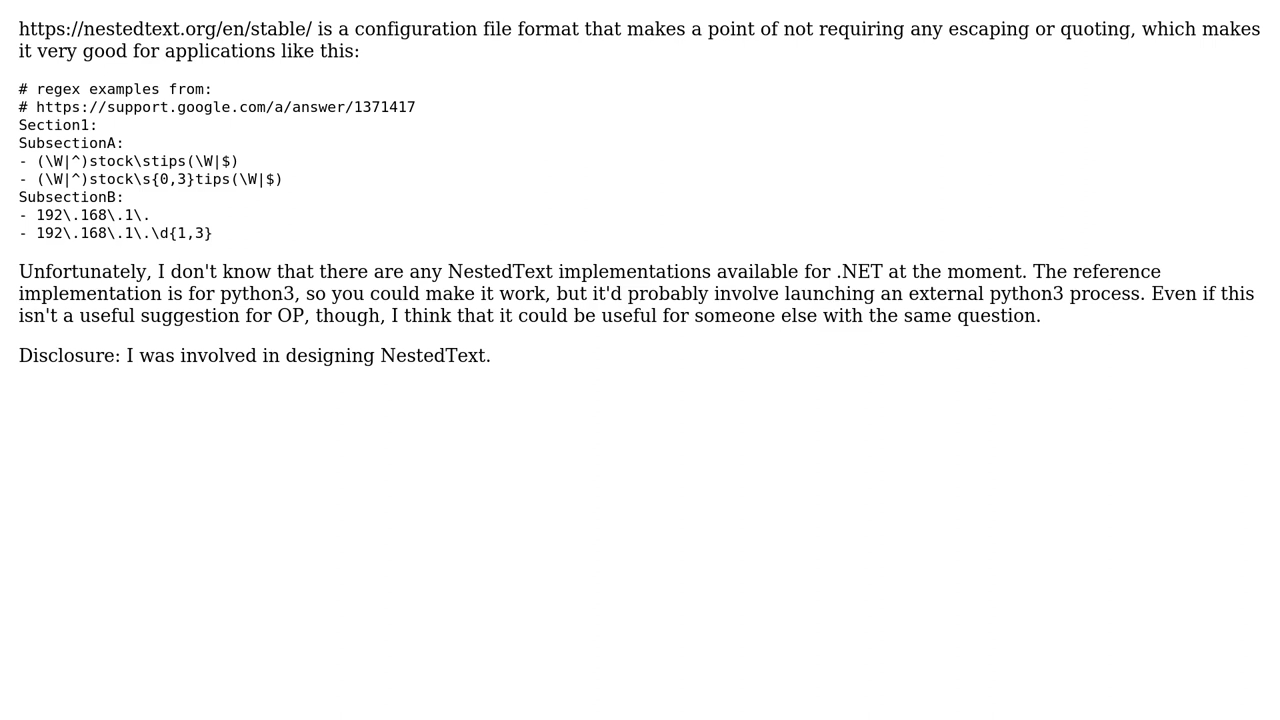 https://nestedtext.org/en/stable/ is a configuration file format that makes a point of not requiring any escaping or quoting, which makes
it very good for applications like this:
# regex examples from:
# https://support.google.com/a/answer/1371417
Section1:
SubsectionA:
- (\W|^)stock\stips(\W|$)
- (\W|^)stock\s{0,3}tips(\W|$)
SubsectionB:
- 192\.168\.1\.
- 192\.168\.1\.\d{1,3}
Unfortunately, I don't know that there are any NestedText implementations available for .NET at the moment. The reference
implementation is for python3, so you could make it work, but it'd probably involve launching an external python3 process. Even if this
isn't a useful suggestion for OP, though, I think that it could be useful for someone else with the same question.
Disclosure: I was involved in designing NestedText.